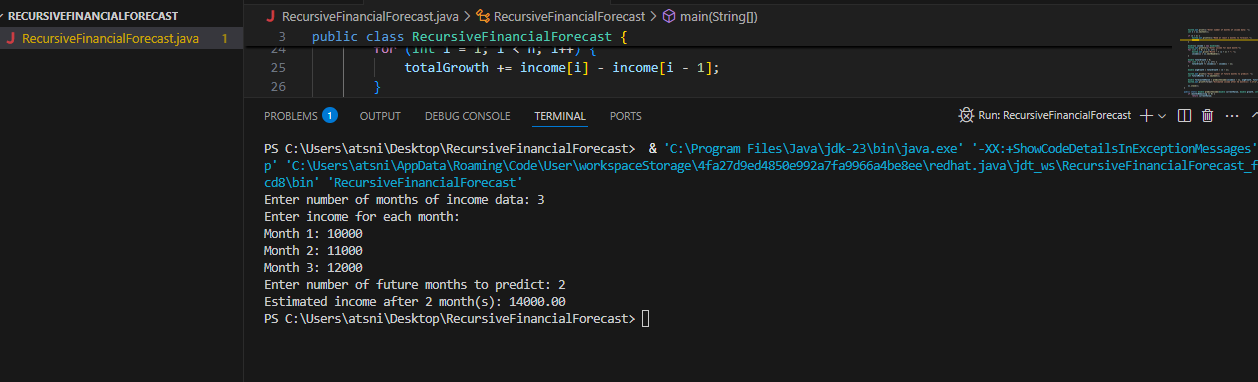 RECURSIVEFINANCIALFORECAST
J RecursiveFinancialForecast.java 1
J RecursiveFinancialForecast.java > RecursiveFinancialForecast > main(String[])
3 public class RecursiveFinancialForecast {
24 for (int i = 1; i < n; i++) {
25 totalGrowth += income[i] - income[i - 1];
26 }
PROBLEMS 1 OUTPUT DEBUG CONSOLE TERMINAL PORTS Run: RecursiveFinancialForecast
PS C:\Users\atsni\Desktop\RecursiveFinancialForecast> & 'C:\Program Files\Java\jdk-23\bin\java.exe' '-XX:+ShowCodeDetailsInExceptionMessages'
p' 'C:\Users\atsni\AppData\Roaming\Code\User\workspaceStorage\4fa27d9ed4850e992a7fa9966a4be8ee\redhat.java\jdt_ws\RecursiveFinancialForecast_f
cd8\bin' 'RecursiveFinancialForecast'
Enter number of months of income data: 3
Enter income for each month:
Month 1: 10000
Month 2: 11000
Month 3: 12000
Enter number of future months to predict: 2
Estimated income after 2 month(s): 14000.00
PS C:\Users\atsni\Desktop\RecursiveFinancialForecast>